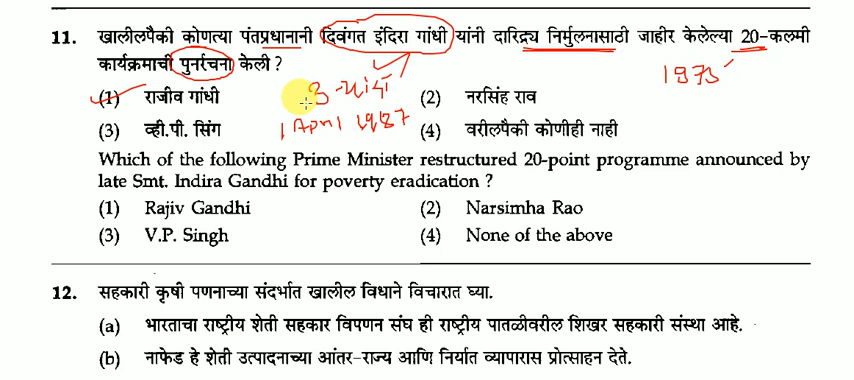 11. खालीलपैकी कोणत्या पंतप्रधानानी दिवंगत इंदिरा गांधी यांनी दारिद्र्य निर्मुलनासाठी जाहीर केलेल्या 20-कलमी
कार्यक्रमाची पुनर्रचना केली ?
1975
(1) राजीव गांधी (2) नरसिंह राव
1 April 1987
(3) व्ही.पी. सिंग (4) वरीलपैकी कोणीही नाही
Which of the following Prime Minister restructured 20-point programme announced by
late Smt. Indira Gandhi for poverty eradication ?
(1) Rajiv Gandhi (2) Narsimha Rao
(3) V.P. Singh (4) None of the above
12. सहकारी कृषी पणनाच्या संदर्भात खालील विधाने विचारात घ्या.
(a) भारताचा राष्ट्रीय शेती सहकार विपणन संघ ही राष्ट्रीय पातळीवरील शिखर सहकारी संस्था आहे.
(b) नाफेड हे शेती उत्पादनाच्या आंतर-राज्य आणि निर्यात व्यापारास प्रोत्साहन देते.